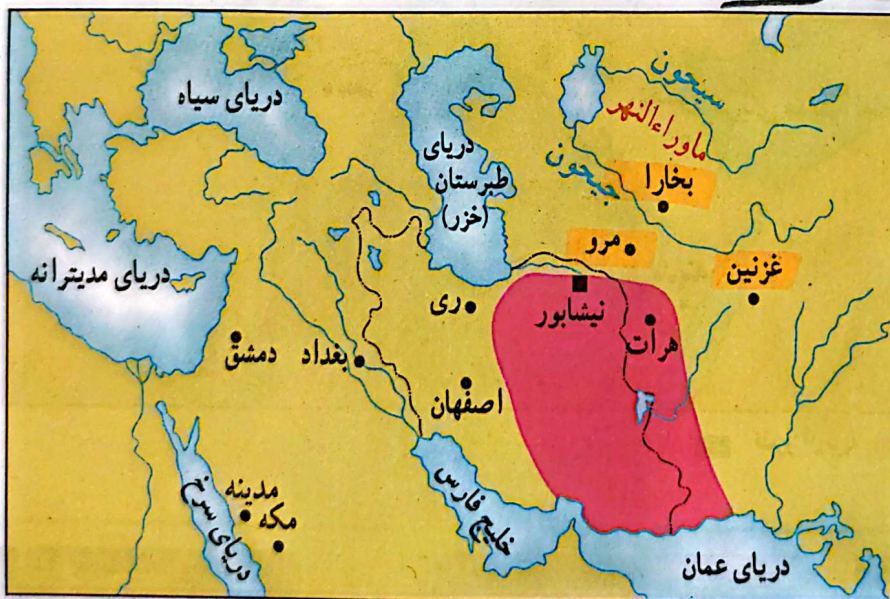 دریای سیاه
دریای
طبرستان
(خزر)
سیحون
ماوراءالنهر
جیحون
بخارا
مرو
غزنین
دریای مدیترانه
ری
نیشابور
هرات
دمشق
بغداد
اصفهان
مدینه
مکه
دریای سرخ
خلیج فارس
دریای عمان